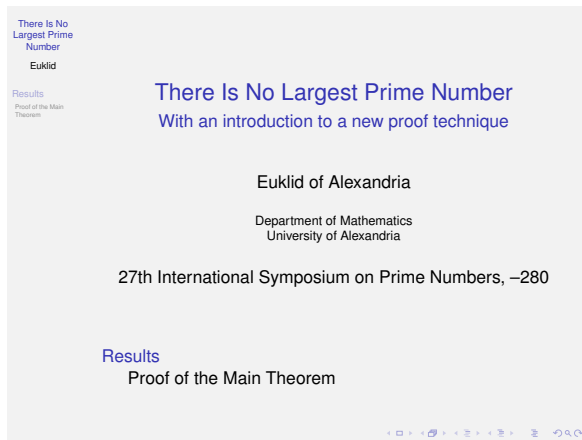 There Is No
Largest Prime
Number
Euklid
Results
Proof of the Main
Theorem
There Is No Largest Prime Number
With an introduction to a new proof technique
Euklid of Alexandria
Department of Mathematics
University of Alexandria
27th International Symposium on Prime Numbers, –280
Results
Proof of the Main Theorem